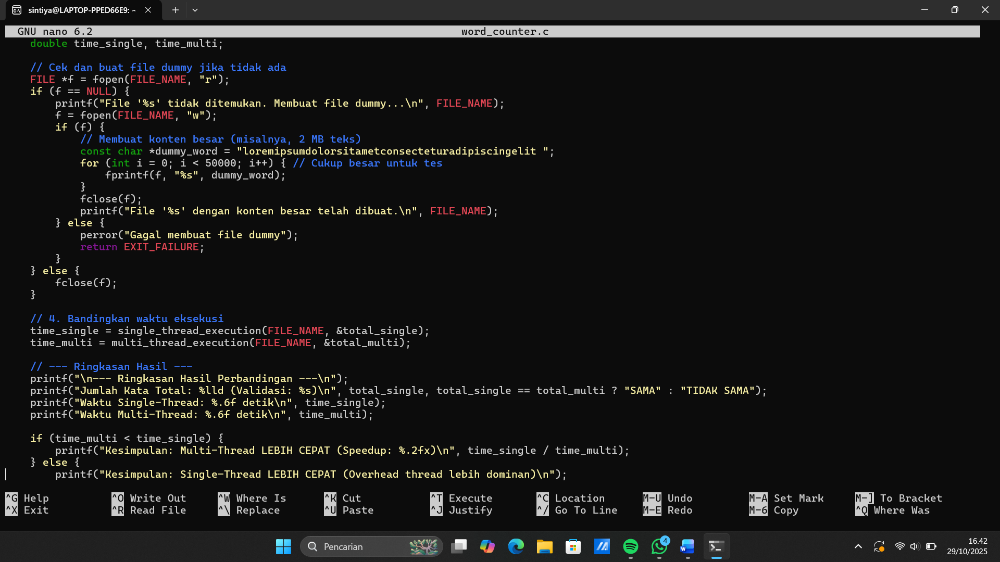 sintiya@LAPTOP-PPED66E9: ~
GNU nano 6.2 word_counter.c
    double time_single, time_multi;

    // Cek dan buat file dummy jika tidak ada
    FILE *f = fopen(FILE_NAME, "r");
    if (f == NULL) {
        printf("File '%s' tidak ditemukan. Membuat file dummy...\n", FILE_NAME);
        f = fopen(FILE_NAME, "w");
        if (f) {
            // Membuat konten besar (misalnya, 2 MB teks)
            const char *dummy_word = "loremipsumdolorsitametconsecteturadipiscingelit ";
            for (int i = 0; i < 50000; i++) { // Cukup besar untuk tes
                fprintf(f, "%s", dummy_word);
            }
            fclose(f);
            printf("File '%s' dengan konten besar telah dibuat.\n", FILE_NAME);
        } else {
            perror("Gagal membuat file dummy");
            return EXIT_FAILURE;
        }
    } else {
        fclose(f);
    }

    // 4. Bandingkan waktu eksekusi
    time_single = single_thread_execution(FILE_NAME, &total_single);
    time_multi = multi_thread_execution(FILE_NAME, &total_multi);

    // --- Ringkasan Hasil ---
    printf("\n--- Ringkasan Hasil Perbandingan ---\n");
    printf("Jumlah Kata Total: %lld (Validasi: %s)\n", total_single, total_single == total_multi ? "SAMA" : "TIDAK SAMA");
    printf("Waktu Single-Thread: %.6f detik\n", time_single);
    printf("Waktu Multi-Thread: %.6f detik\n", time_multi);

    if (time_multi < time_single) {
        printf("Kesimpulan: Multi-Thread LEBIH CEPAT (Speedup: %.2fx)\n", time_single / time_multi);
    } else {
        printf("Kesimpulan: Single-Thread LEBIH CEPAT (Overhead thread lebih dominan)\n");

^G Help ^O Write Out ^W Where Is ^K Cut ^T Execute ^C Location M-U Undo M-A Set Mark M-] To Bracket
^X Exit ^R Read File ^\ Replace ^U Paste ^J Justify ^/ Go To Line M-E Redo M-6 Copy ^Q Where Was
Pencarian
4
16.42
29/10/2025